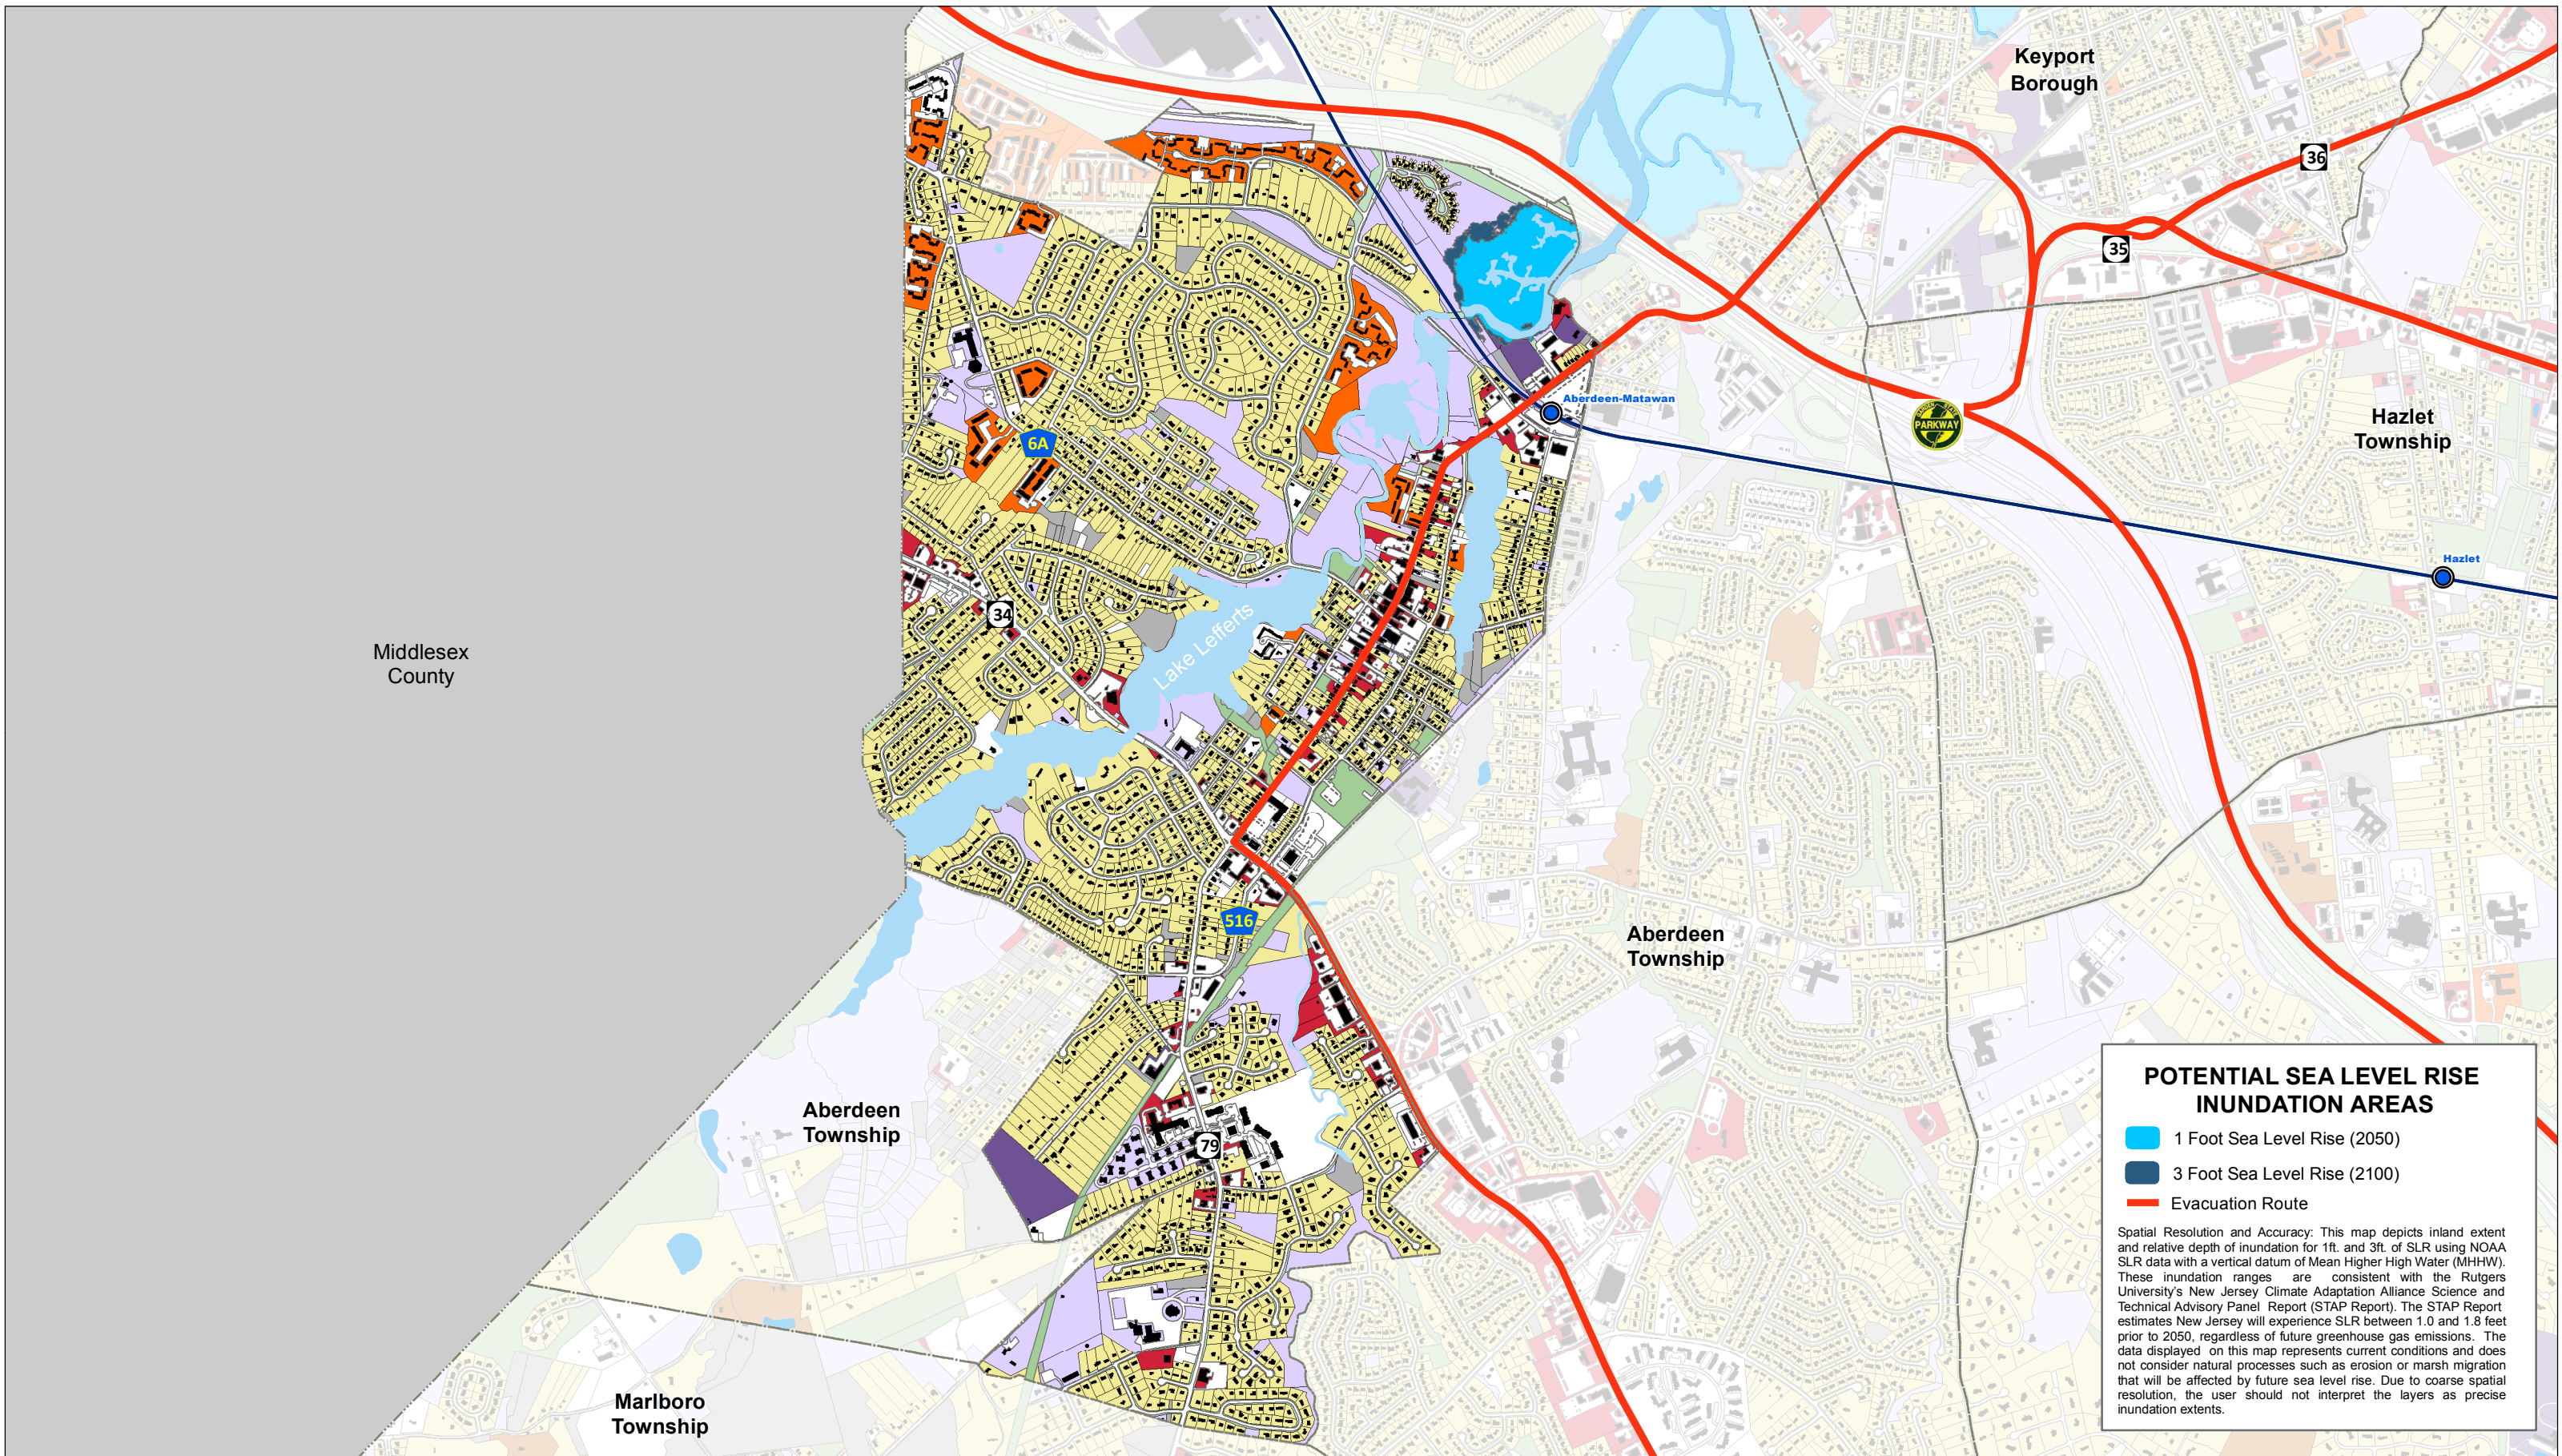 Keyport
Borough
36
35
6A
Aberdeen-Matawan
PARKWAY
Hazlet
Township
Hazlet
34
Lake Lefferts
Middlesex
County
516
Aberdeen
Township
Aberdeen
Township
79
Marlboro
Township
POTENTIAL SEA LEVEL RISE
INUNDATION AREAS
1 Foot Sea Level Rise (2050)
3 Foot Sea Level Rise (2100)
Evacuation Route
Spatial Resolution and Accuracy: This map depicts inland extent
and relative depth of inundation for 1ft. and 3ft. of SLR using NOAA
SLR data with a vertical datum of Mean Higher High Water (MHHW).
These inundation ranges are consistent with the Rutgers
University's New Jersey Climate Adaptation Alliance Science and
Technical Advisory Panel Report (STAP Report). The STAP Report
estimates New Jersey will experience SLR between 1.0 and 1.8 feet
prior to 2050, regardless of future greenhouse gas emissions. The
data displayed on this map represents current conditions and does
not consider natural processes such as erosion or marsh migration
that will be affected by future sea level rise. Due to coarse spatial
resolution, the user should not interpret the layers as precise
inundation extents.